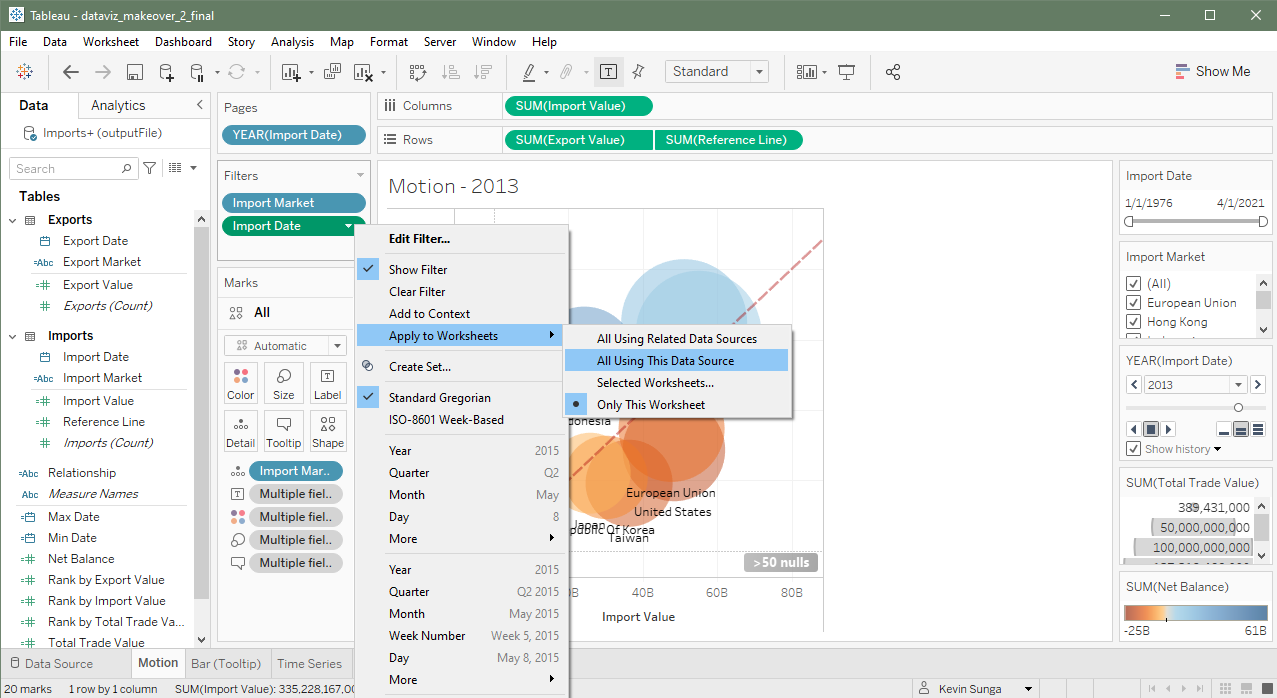 Tableau - dataviz_makeover_2_final
File Data Worksheet Dashboard Story Analysis Map Format Server Window Help
Standard
Show Me
Data Analytics
Imports+ (outputFile)
Search
Tables
Exports
Export Date
Abc Export Market
Export Value
Exports (Count)
Imports
Import Date
Abc Import Market
Import Value
Reference Line
Imports (Count)
Abc Relationship
Abc Measure Names
Max Date
Min Date
Net Balance
Rank by Export Value
Rank by Import Value
Rank by Total Trade Va...
Total Trade Value
Pages
YEAR(Import Date)
Filters
Import Market
Import Date
Marks
All
Automatic
Color Size Label
Detail Tooltip Shape
Import Mar..
Multiple fiel..
Multiple fiel..
Multiple fiel..
Multiple fiel..
Columns SUM(Import Value)
Rows SUM(Export Value) SUM(Reference Line)
Motion - 2013
Edit Filter...
Show Filter
Clear Filter
Add to Context
Apply to Worksheets
Create Set...
Standard Gregorian
ISO-8601 Week-Based
Year 2015
Quarter Q2
Month May
Day 8
More
Year 2015
Quarter Q2 2015
Month May 2015
Week Number Week 5, 2015
Day May 8, 2015
More
All Using Related Data Sources
All Using This Data Source
Selected Worksheets...
Only This Worksheet
donesia
European Union
United States
Japan
public Of Korea
Taiwan
>50 nulls
0B 40B 60B 80B
Import Value
Import Date
1/1/1976 4/1/2021
Import Market
(All)
European Union
Hong Kong
YEAR(Import Date)
2013
Show history
SUM(Total Trade Value)
389,431,000
50,000,000,000
100,000,000,000
SUM(Net Balance)
-25B 61B
Data Source Motion Bar (Tooltip) Time Series
20 marks 1 row by 1 column SUM(Import Value): 335,228,167,00
Kevin Sunga